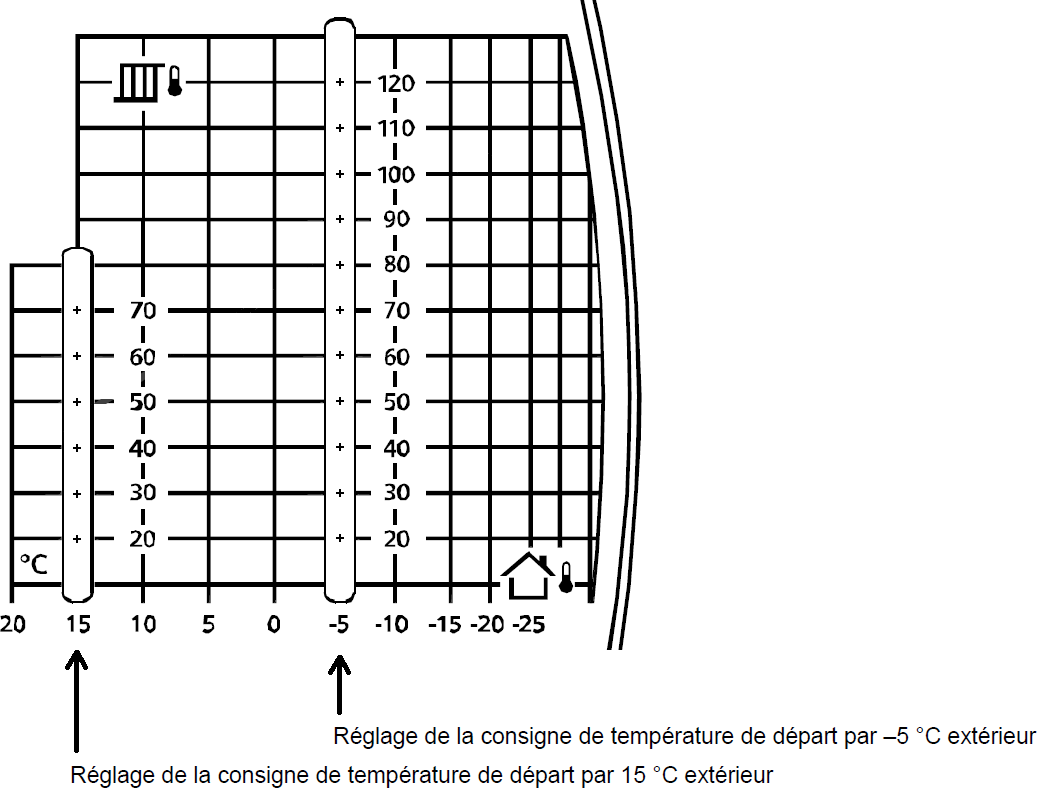 120
110
100
90
80
70 70
60 60
50 50
40 40
30 30
20 20
°C
20 15 10 5 0 -5 -10 -15 -20 -25
Réglage de la consigne de température de départ par –5 °C extérieur
Réglage de la consigne de température de départ par 15 °C extérieur